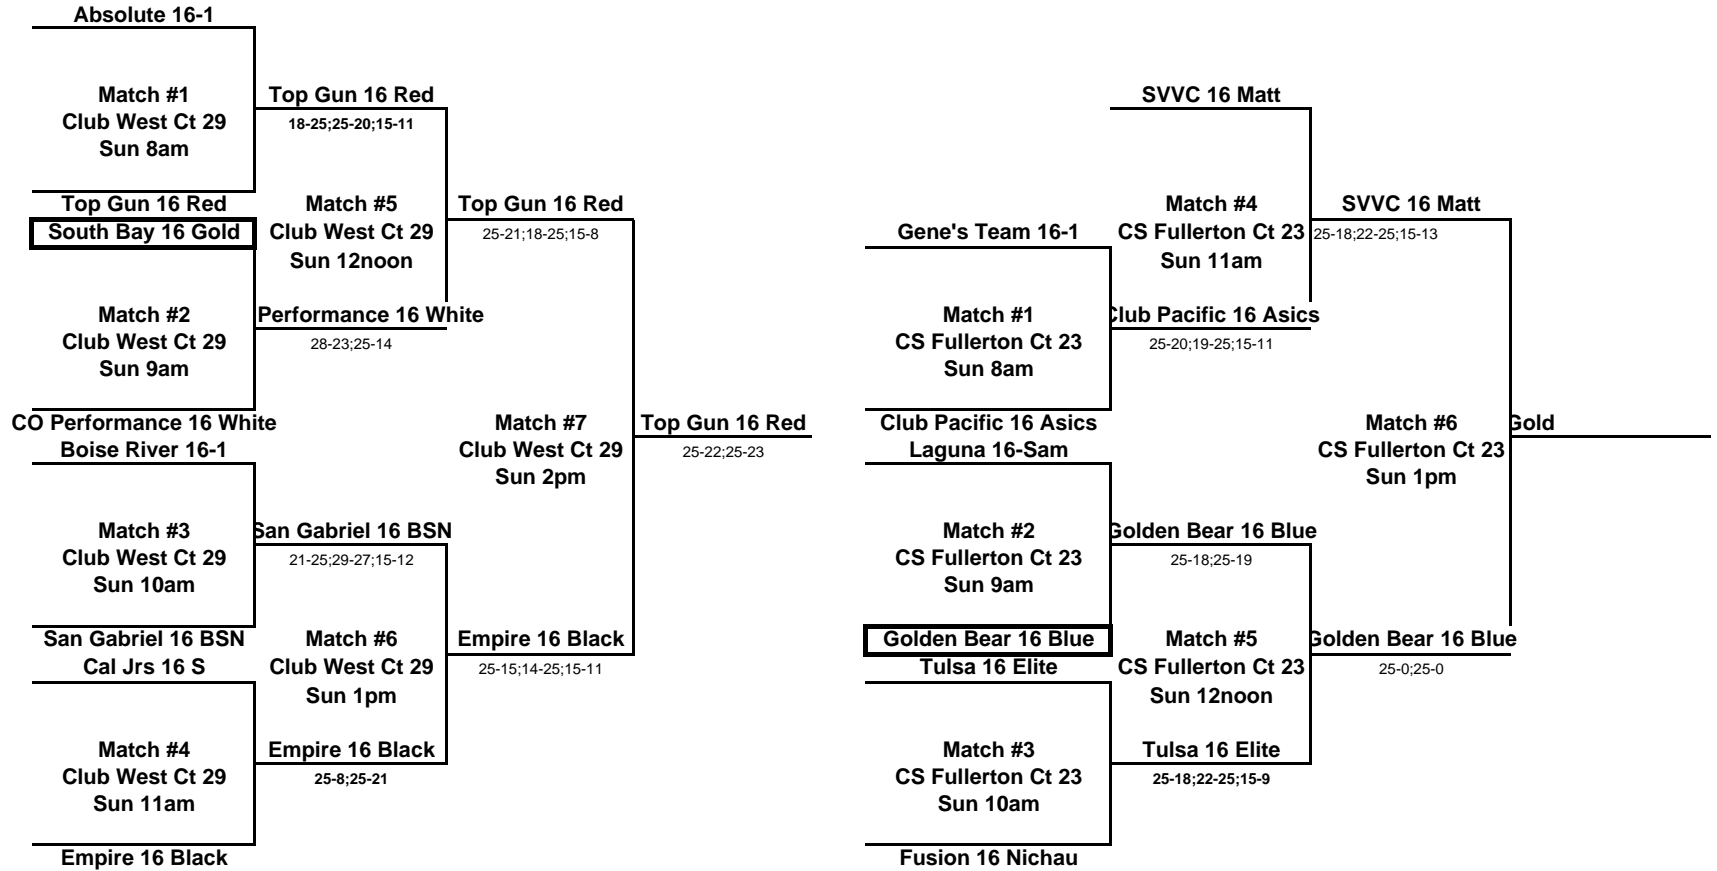 Absolute 16-1
Match #1
Club West Ct 29
Sun 8am
Top Gun 16 Red
18-25;25-20;15-11
Top Gun 16 Red
South Bay 16 Gold
Match #5
Club West Ct 29
Sun 12noon
Top Gun 16 Red
25-21;18-25;15-8
Match #2
Club West Ct 29
Sun 9am
Performance 16 White
28-23;25-14
CO Performance 16 White
Boise River 16-1
Match #7
Club West Ct 29
Sun 2pm
Top Gun 16 Red
25-22;25-23
Match #3
Club West Ct 29
Sun 10am
San Gabriel 16 BSN
21-25;29-27;15-12
San Gabriel 16 BSN
Cal Jrs 16 S
Match #6
Club West Ct 29
Sun 1pm
Empire 16 Black
25-15;14-25;15-11
Match #4
Club West Ct 29
Sun 11am
Empire 16 Black
25-8;25-21
Empire 16 Black
SVVC 16 Matt
Gene's Team 16-1
Match #4
CS Fullerton Ct 23
Sun 11am
SVVC 16 Matt
25-18;22-25;15-13
Match #1
CS Fullerton Ct 23
Sun 8am
Club Pacific 16 Asics
25-20;19-25;15-11
Club Pacific 16 Asics
Laguna 16-Sam
Match #6
CS Fullerton Ct 23
Sun 1pm
Gold
Match #2
CS Fullerton Ct 23
Sun 9am
Golden Bear 16 Blue
25-18;25-19
Golden Bear 16 Blue
Tulsa 16 Elite
Match #5
CS Fullerton Ct 23
Sun 12noon
Golden Bear 16 Blue
25-0;25-0
Match #3
CS Fullerton Ct 23
Sun 10am
Tulsa 16 Elite
25-18;22-25;15-9
Fusion 16 Nichau